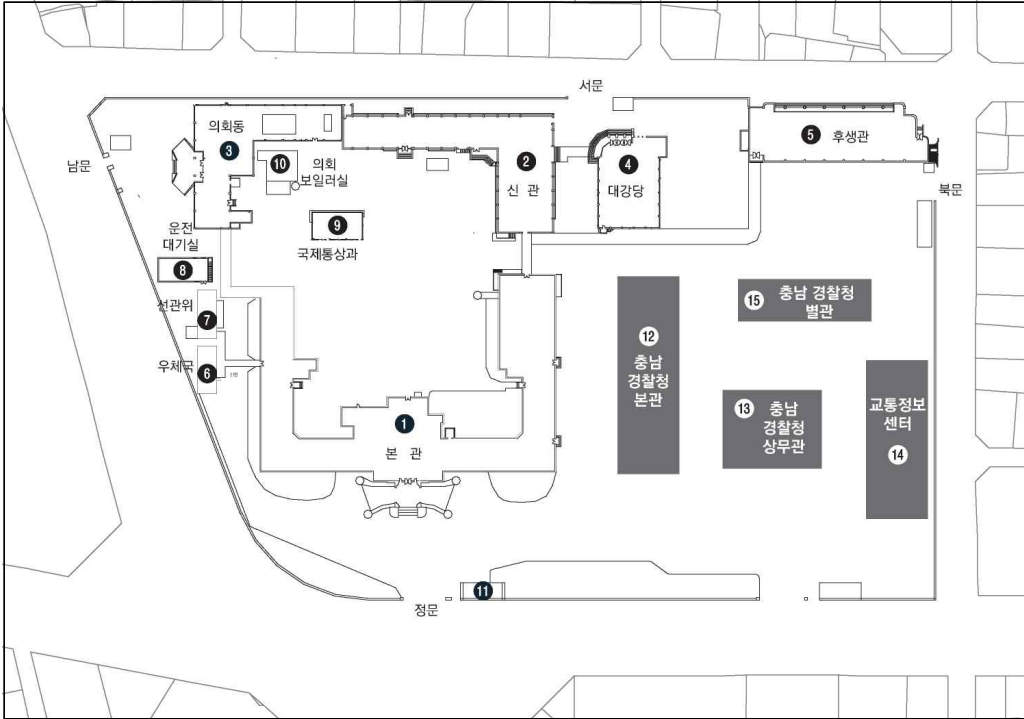 서문
의회동
3
5 후생관
10 의회
보일러실
2
신 관
4
대강당
남문
북문
9
국제통상과
운전
대기실
8
선관위
7
우체국
6
15 충남 경찰청
별관
12
충남
경찰청
본관
13 충남
경찰청
상무관
교통정보
센터
14
1
본 관
11
정문